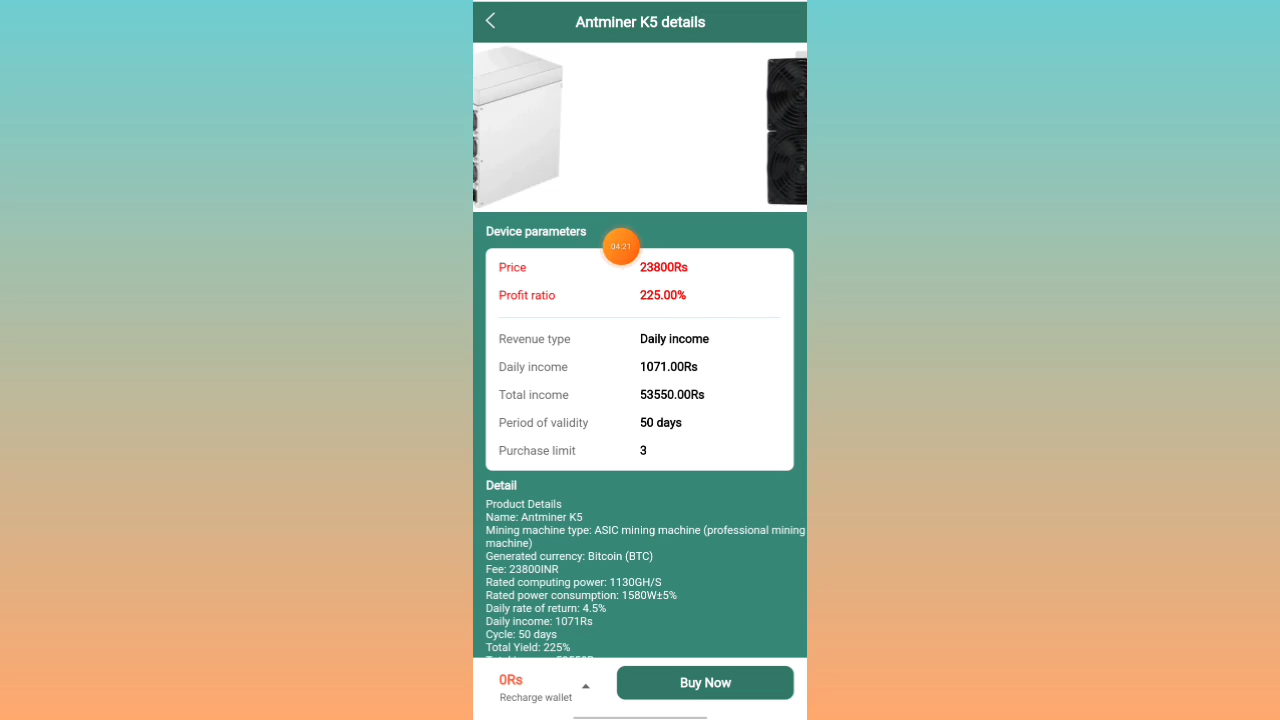 Antminer K5 details
Device parameters
04:21
Price 23800Rs
Profit ratio 225.00%
Revenue type Daily income
Daily income 1071.00Rs
Total income 53550.00Rs
Period of validity 50 days
Purchase limit 3
Detail
Product Details
Name: Antminer K5
Mining machine type: ASIC mining machine (professional mining
machine)
Generated currency: Bitcoin (BTC)
Fee: 23800INR
Rated computing power: 1130GH/S
Rated power consumption: 1580W±5%
Daily rate of return: 4.5%
Daily income: 1071Rs
Cycle: 50 days
Total Yield: 225%
0Rs
Recharge wallet
Buy Now